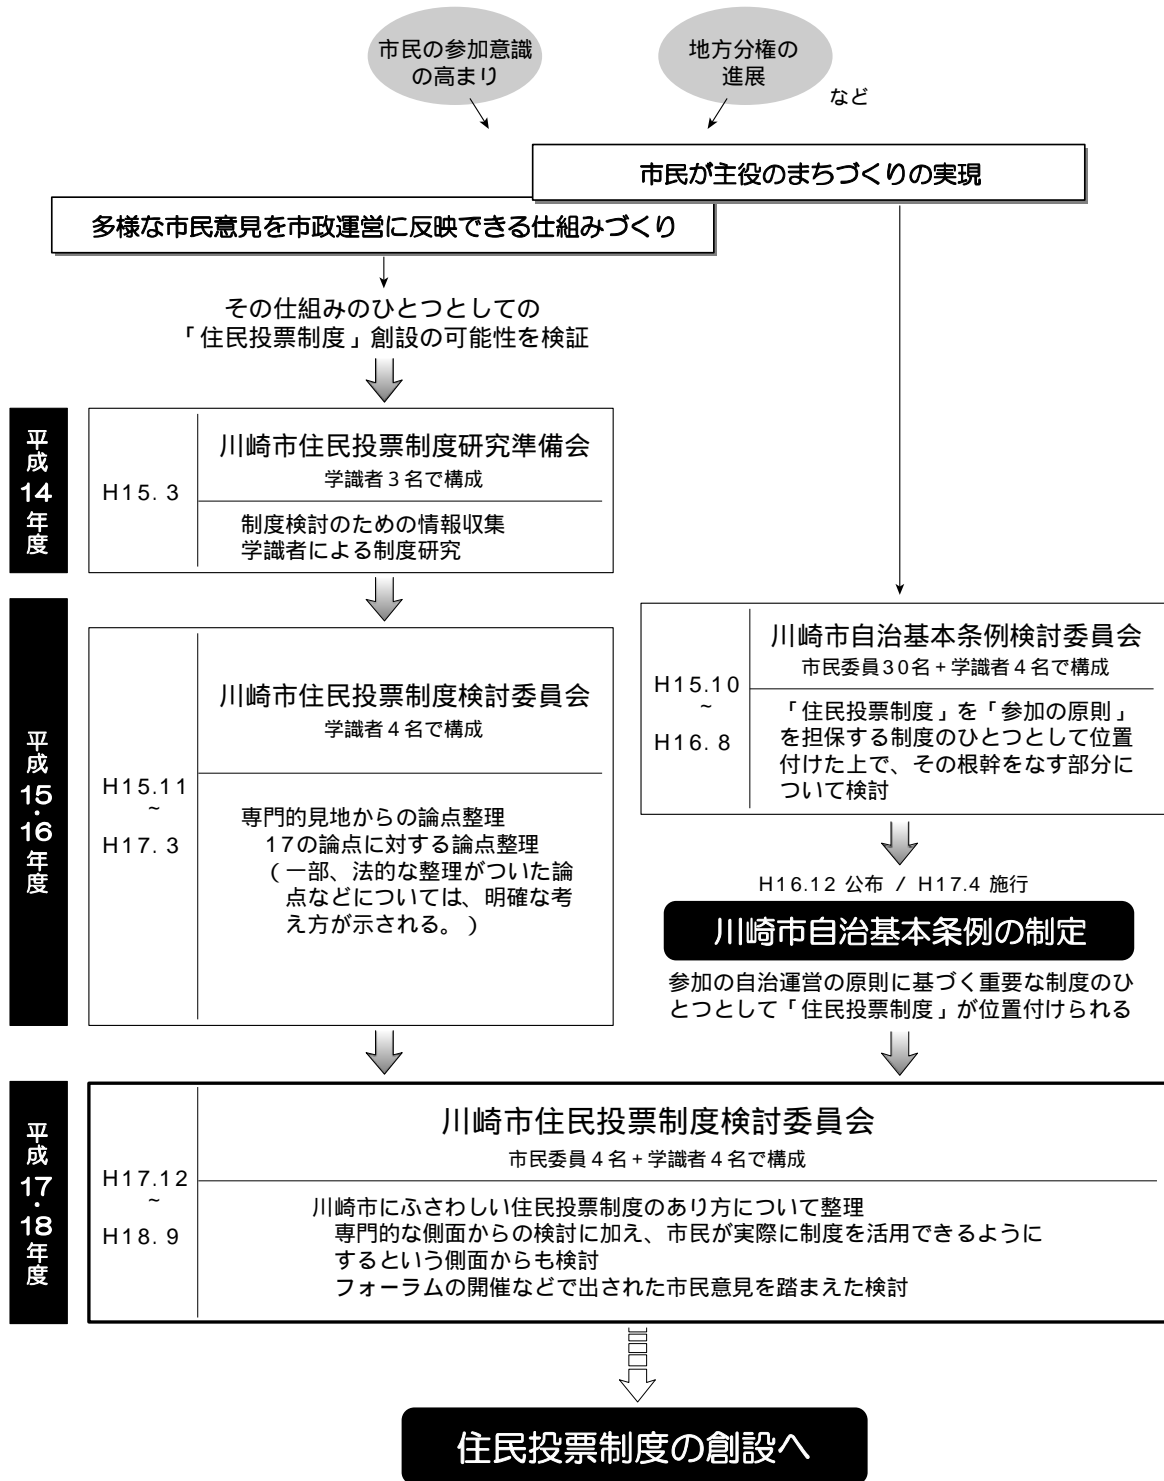 市民の参加意識
の高まり
地方分権の
進展
など
市民が主役のまちづくりの実現
多様な市民意見を市政運営に反映できる仕組みづくり
その仕組みのひとつとしての
「住民投票制度」創設の可能性を検証
平成14年度
H15. 3
川崎市住民投票制度研究準備会
学識者3名で構成
制度検討のための情報収集
学識者による制度研究
平成15・16年度
H15.11
~
H17. 3
川崎市住民投票制度検討委員会
学識者4名で構成
専門的見地からの論点整理
17の論点に対する論点整理
(一部、法的な整理がついた論
点などについては、明確な考
え方が示される。)
H15.10
~
H16. 8
川崎市自治基本条例検討委員会
市民委員30名+学識者4名で構成
「住民投票制度」を「参加の原則」
を担保する制度のひとつとして位置
付けた上で、その根幹をなす部分に
ついて検討
H16.12 公布 / H17.4 施行
川崎市自治基本条例の制定
参加の自治運営の原則に基づく重要な制度のひ
とつとして「住民投票制度」が位置付けられる
平成17・18年度
H17.12
~
H18. 9
川崎市住民投票制度検討委員会
市民委員4名+学識者4名で構成
川崎市にふさわしい住民投票制度のあり方について整理
専門的な側面からの検討に加え、市民が実際に制度を活用できるように
するという側面からも検討
フォーラムの開催などで出された市民意見を踏まえた検討
住民投票制度の創設へ